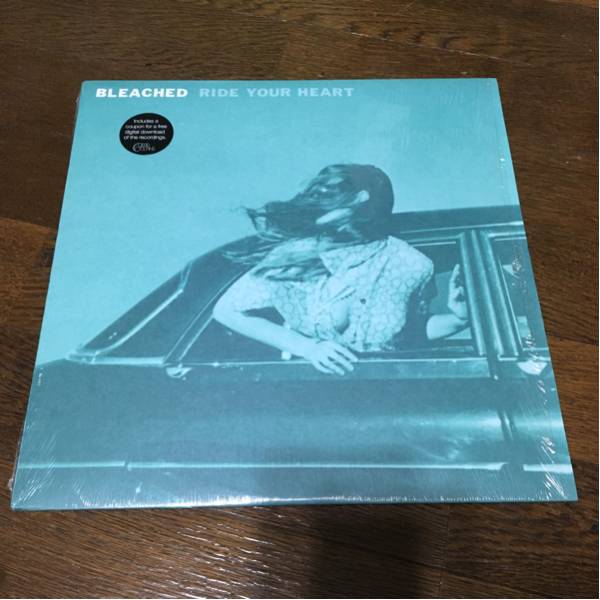 BLEACHED RIDE YOUR HEART
Includes a
coupon for a free
digital download
of the recordings.